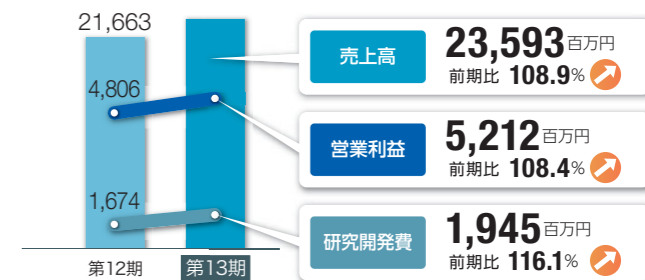 21,663
4,806
1,674
第12期
第13期
売上高
23,593百万円
前期比 108.9%
営業利益
5,212百万円
前期比 108.4%
研究開発費
1,945百万円
前期比 116.1%